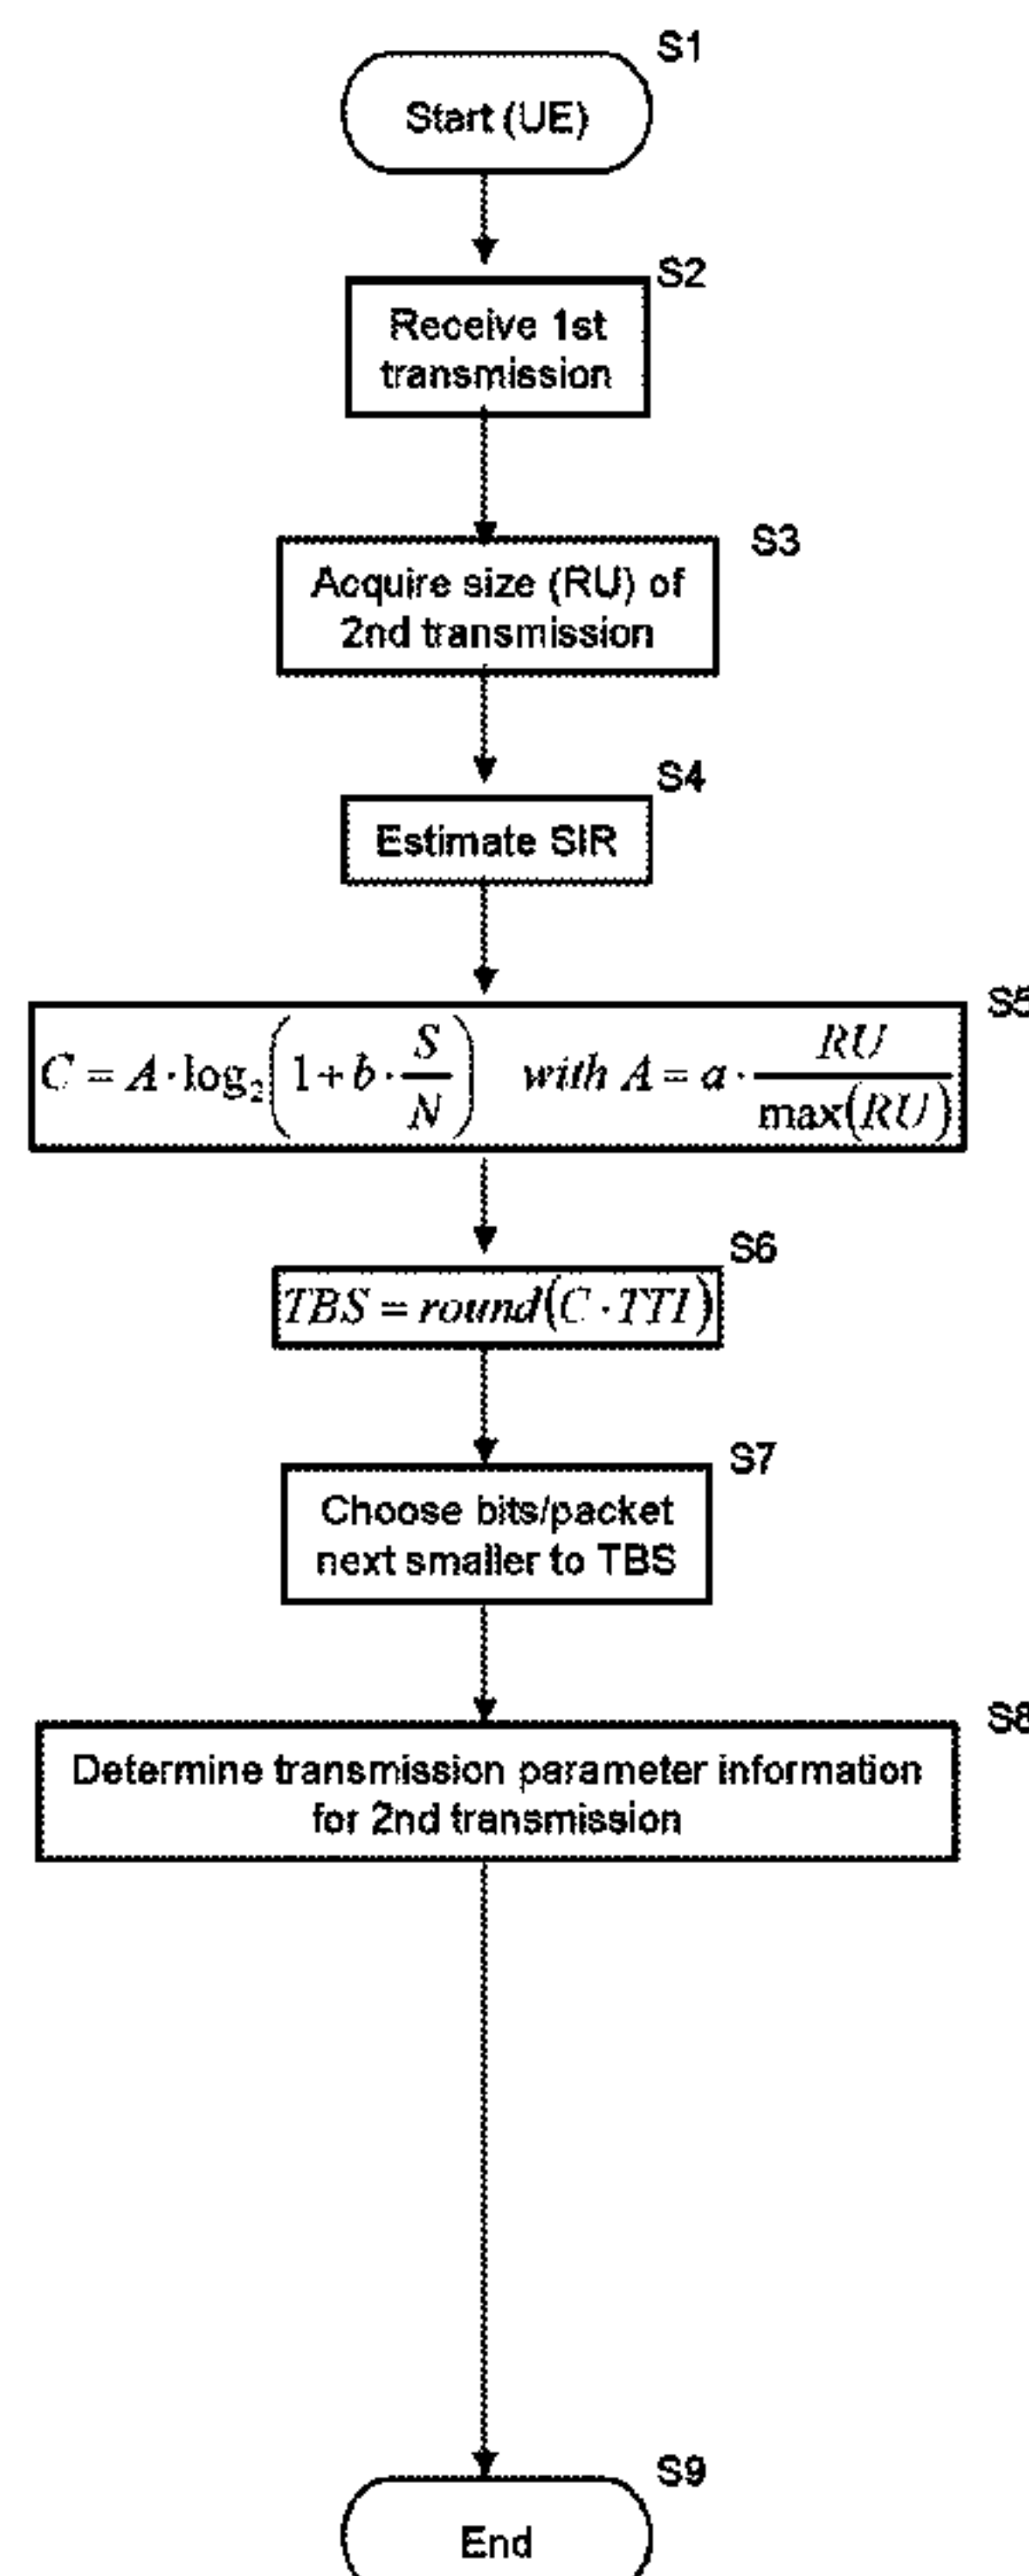 S1
Start (UE)
S2
Receive 1st
transmission
S3
Acquire size (RU) of
2nd transmission
S4
Estimate SIR
S5
C = A · log₂(1 + b · S/N) with A = a · RU/max(RU)
S6
TBS = round(C · TTI)
S7
Choose bits/packet
next smaller to TBS
S8
Determine transmission parameter information
for 2nd transmission
S9
End